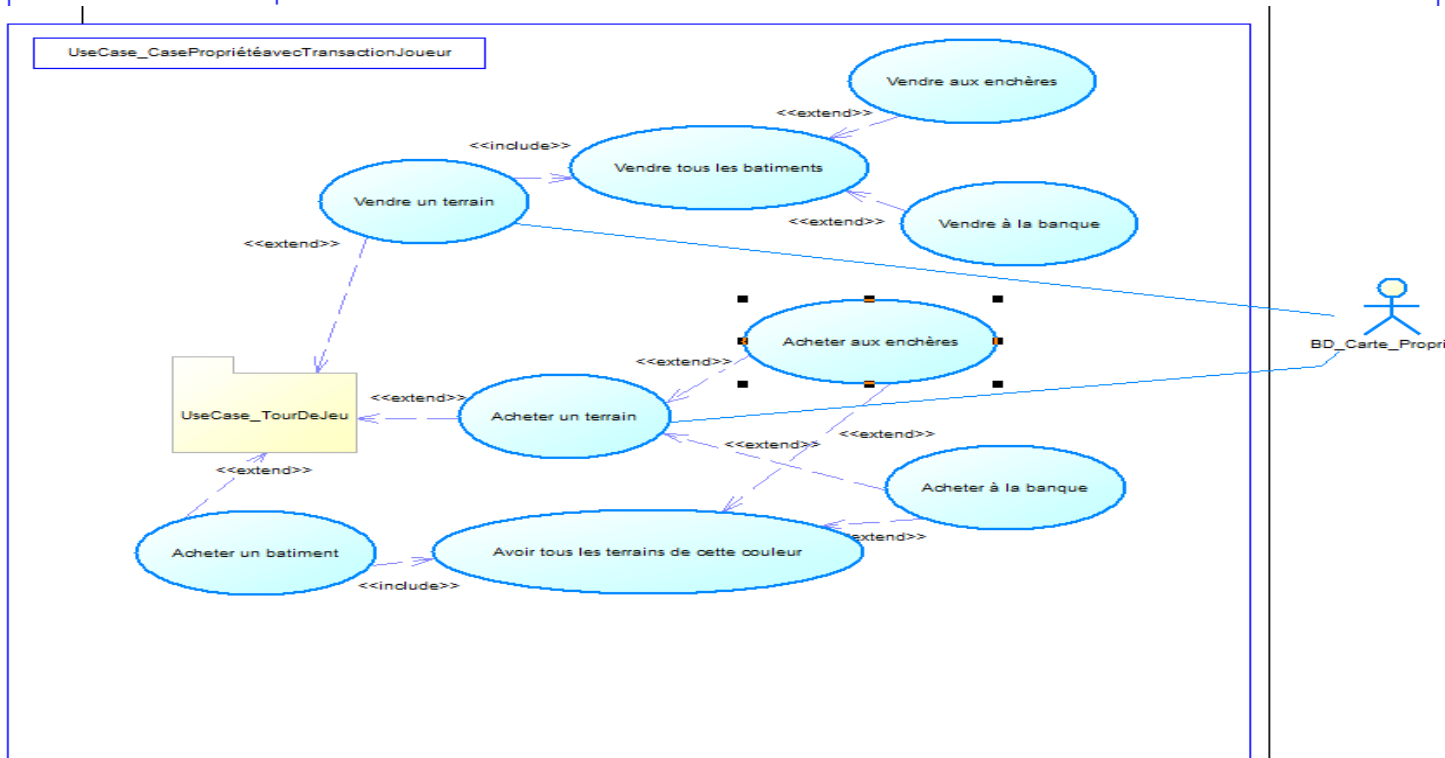 UseCase_CasePropriétéavecTransactionJoueur
Vendre aux enchères
<<extend>>
<<include>>
Vendre tous les batiments
Vendre un terrain
<<extend>>
Vendre à la banque
<<extend>>
Acheter aux enchères
BD_Carte_Propri
<<extend>>
<<extend>>
UseCase_TourDeJeu
Acheter un terrain
<<extend>>
<<extend>>
<<extend>>
Acheter à la banque
extend>>
Acheter un batiment
Avoir tous les terrains de cette couleur
<<include>>